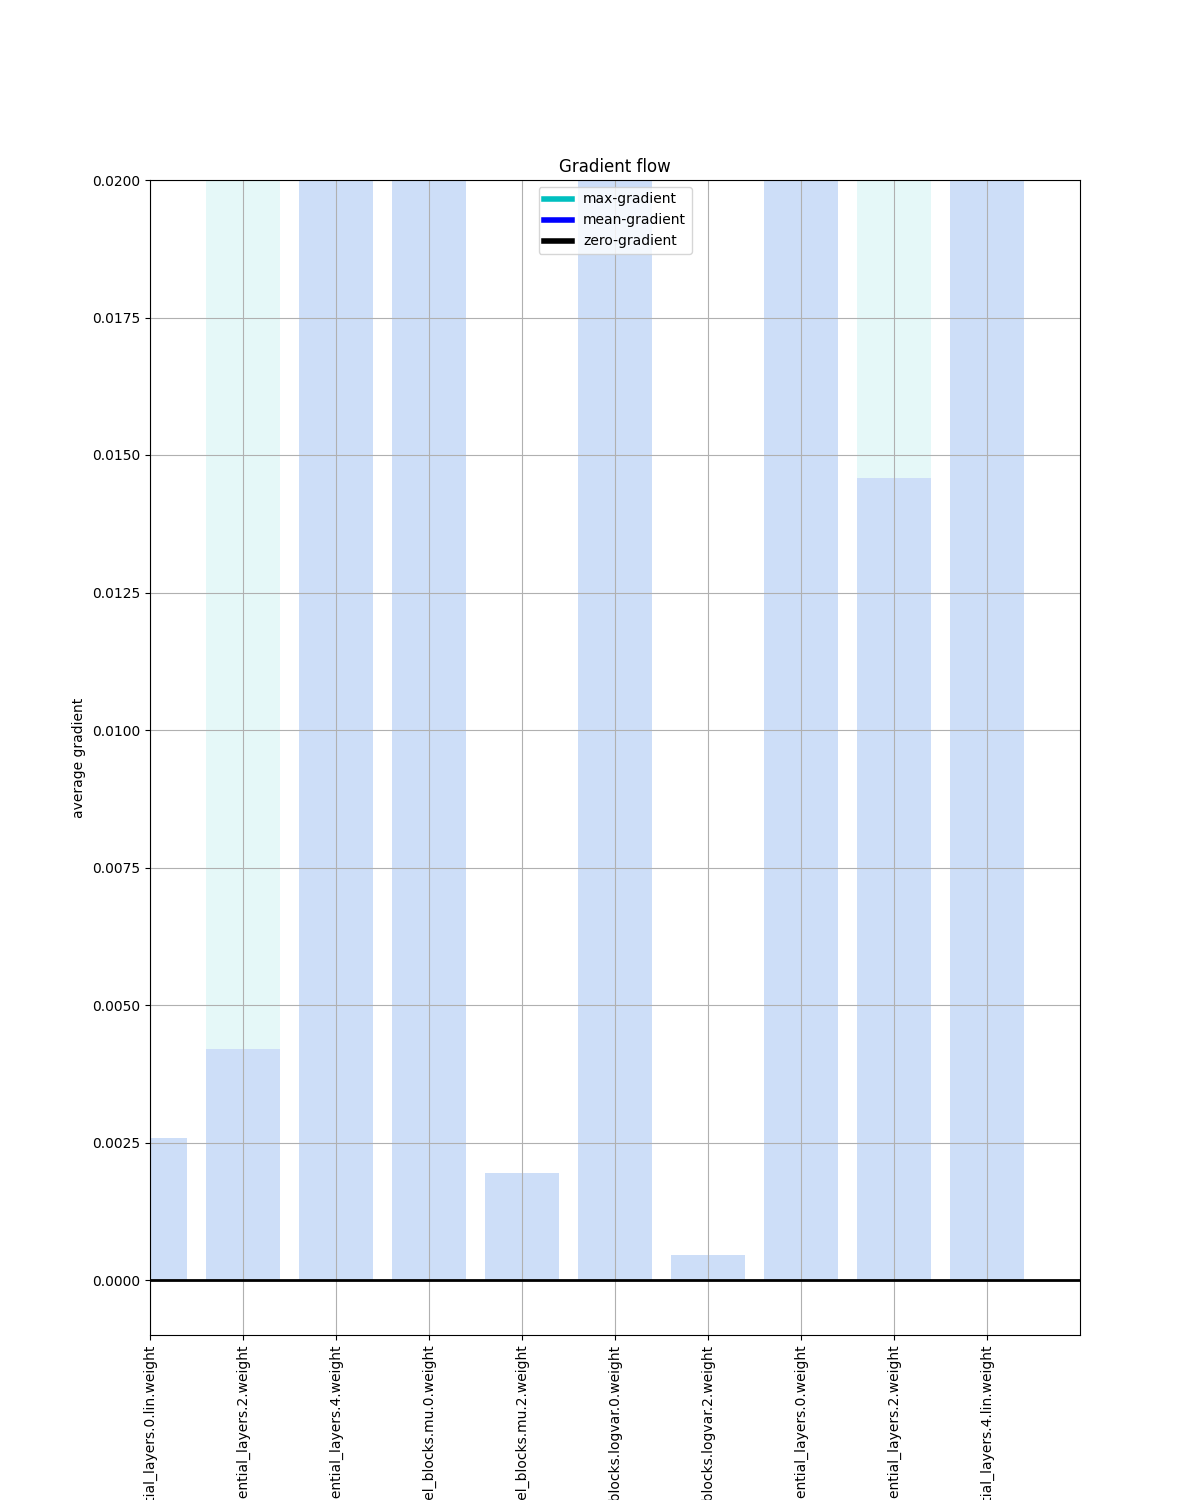 Gradient flow
max-gradient
mean-gradient
zero-gradient
0.0200
0.0175
0.0150
0.0125
0.0100
0.0075
0.0050
0.0025
0.0000
average gradient
tial_layers.0.lin.weight
ential_layers.2.weight
ential_layers.4.weight
el_blocks.mu.0.weight
el_blocks.mu.2.weight
blocks.logvar.0.weight
blocks.logvar.2.weight
ential_layers.0.weight
ential_layers.2.weight
tial_layers.4.lin.weight